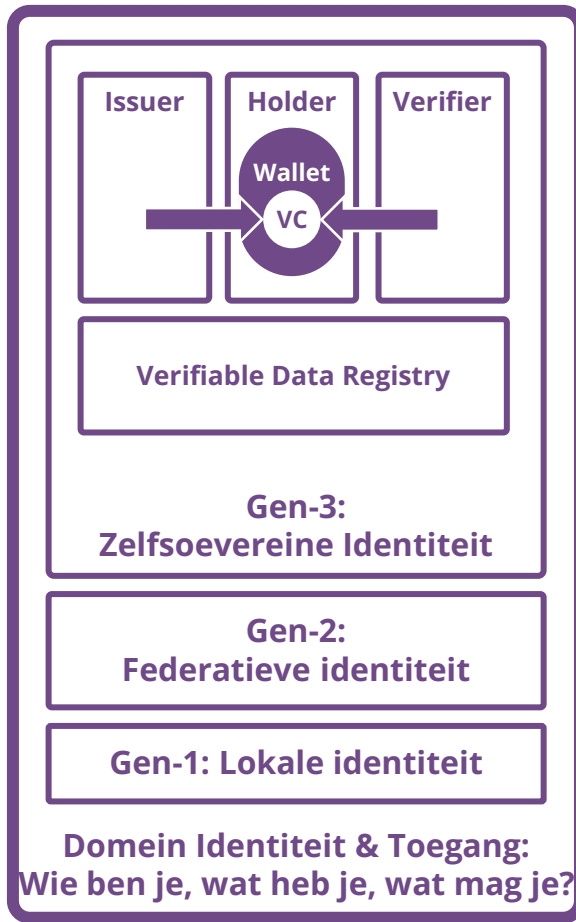 Issuer
Holder
Verifier
Wallet
VC
Verifiable Data Registry
Gen-3:
Zelfsoevereine Identiteit
Gen-2:
Federatieve identiteit
Gen-1: Lokale identiteit
Domein Identiteit & Toegang:
Wie ben je, wat heb je, wat mag je?